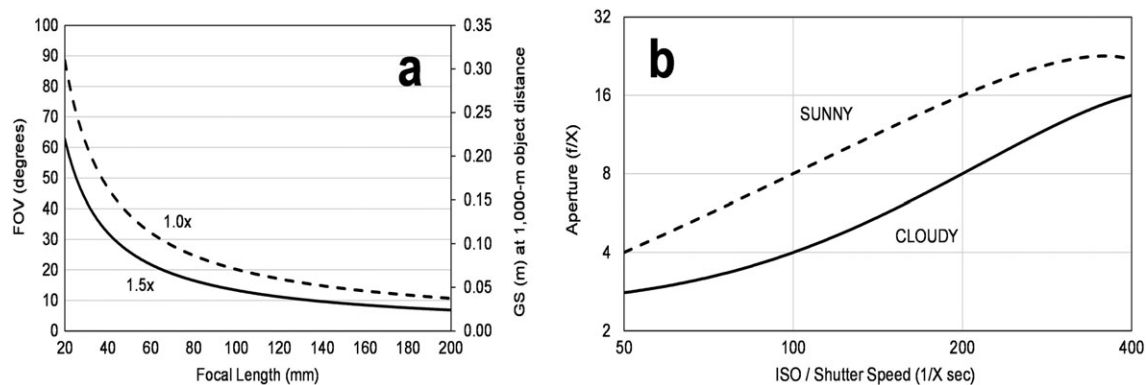 a
FOV (degrees)
100
90
80
70
60
50
40
30
20
10
0
GS (m) at 1,000-m object distance
0.35
0.30
0.25
0.20
0.15
0.10
0.05
0.00
1.0x
1.5x
20 40 60 80 100 120 140 160 180 200
Focal Length (mm)
b
Aperture (f/X)
32
16
8
4
2
SUNNY
CLOUDY
50 100 200 400
ISO / Shutter Speed (1/X sec)